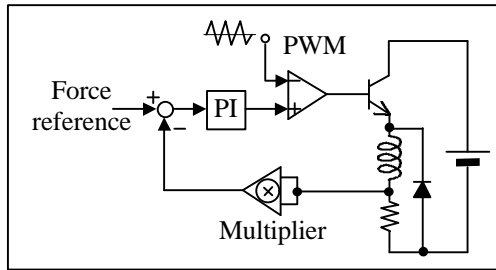 PWM
Force
reference
+
−
PI
−
+
×
Multiplier